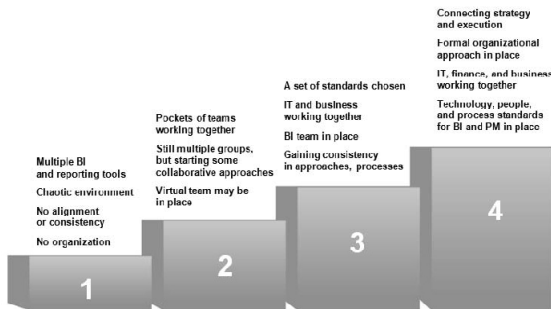 Multiple BI
and reporting tools
Chaotic environment
No alignment
or consistency
No organization
1
Pockets of teams
working together
Still multiple groups,
but starting some
collaborative approaches
Virtual team may be
in place
2
A set of standards chosen
IT and business
working together
BI team in place
Gaining consistency
in approaches, processes
3
Connecting strategy
and execution
Formal organizational
approach in place
IT, finance, and business
working together
Technology, people,
and process standards
for BI and PM in place
4